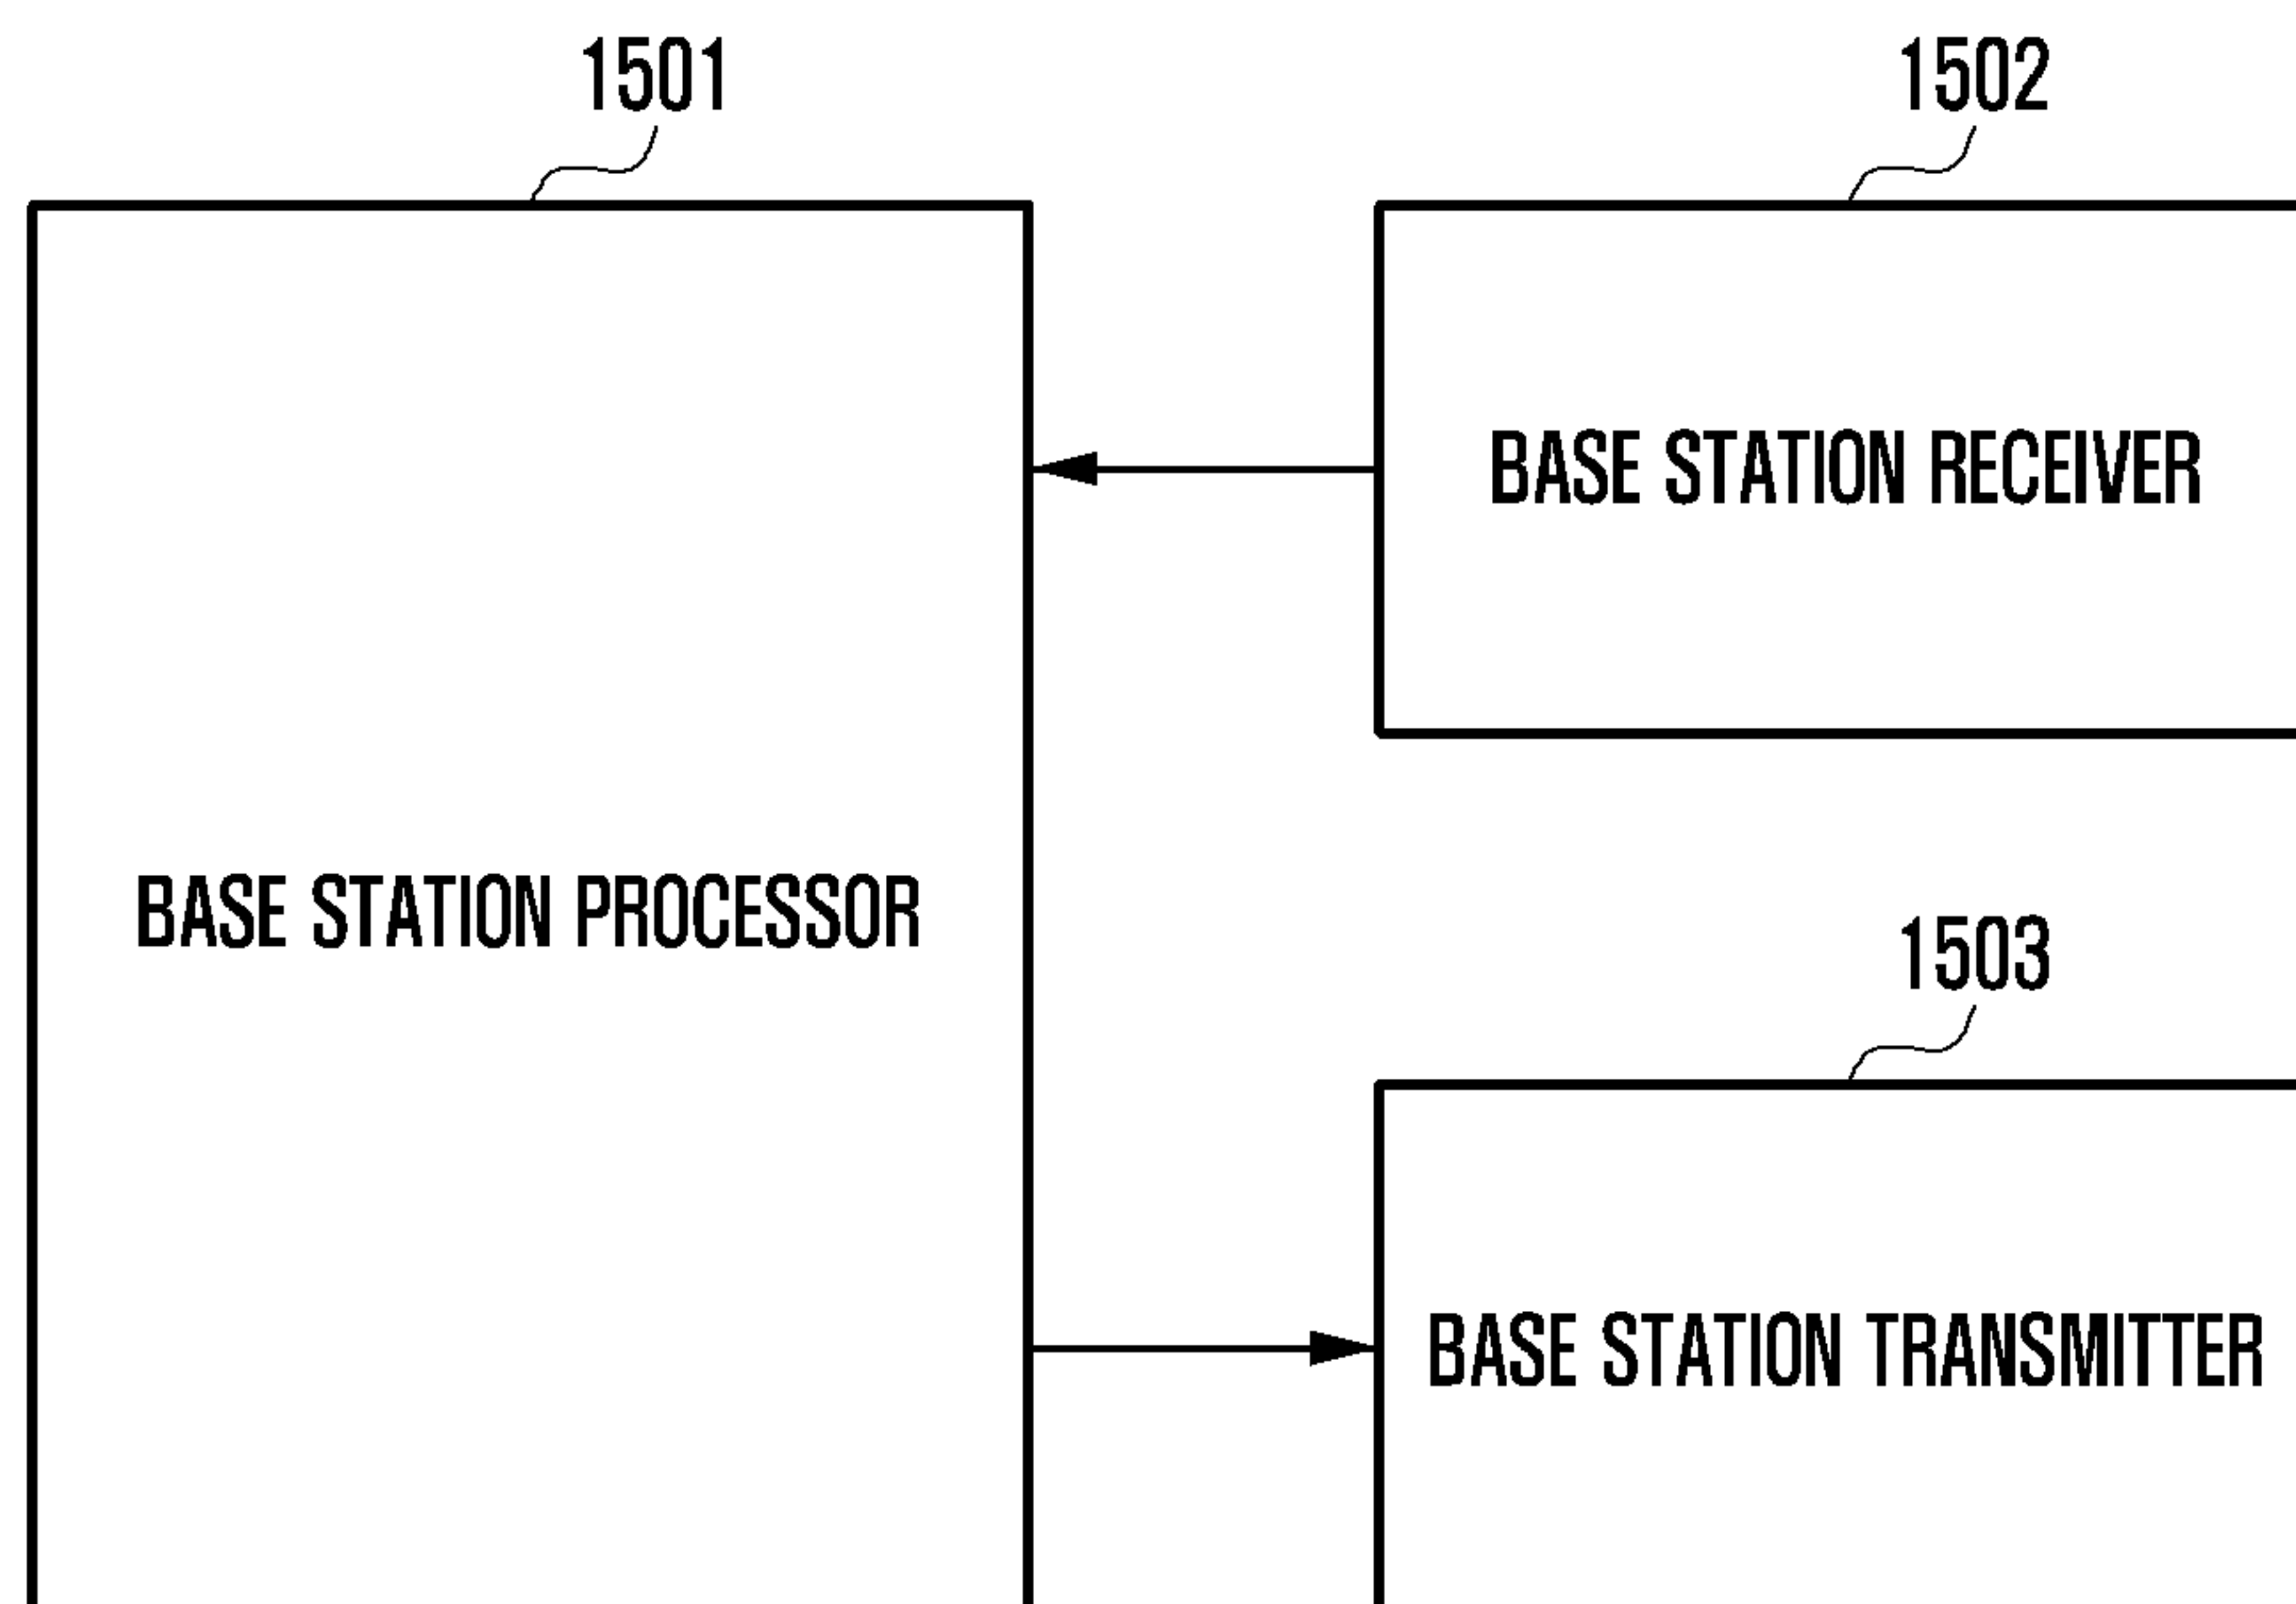 1501
1502
BASE STATION RECEIVER
BASE STATION PROCESSOR
1503
BASE STATION TRANSMITTER